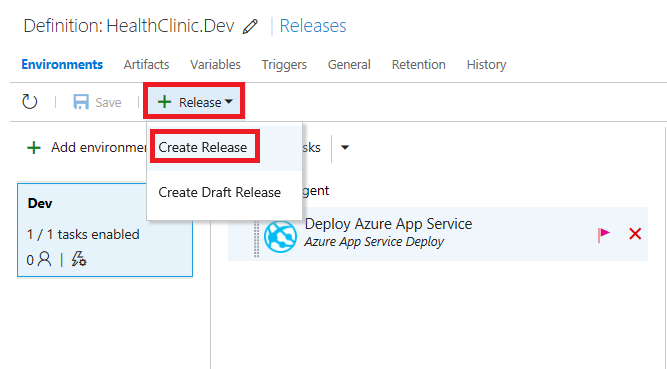 Definition: HealthClinic.Dev | Releases
Environments Artifacts Variables Triggers General Retention History
Save + Release
+ Add environme
Create Release
sks
Create Draft Release
gent
Dev
1 / 1 tasks enabled
0
Deploy Azure App Service
Azure App Service Deploy